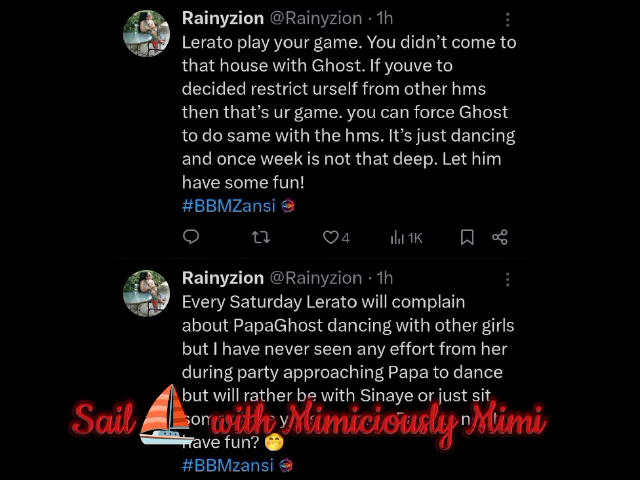 Rainyzion @Rainyzion · 1h
Lerato play your game. You didn't come to
that house with Ghost. If youve to
decided restrict urself from other hms
then that's ur game. you can force Ghost
to do same with the hms. It's just dancing
and once week is not that deep. Let him
have some fun!
#BBMZansi
4 1K
Rainyzion @Rainyzion · 1h
Every Saturday Lerato will complain
about PapaGhost dancing with other girls
but I have never seen any effort from her
during party approaching Papa to dance
but will rather be with Sinaye or just sit
Sail with Mimiciously Mimi
have fun?
#BBMzansi